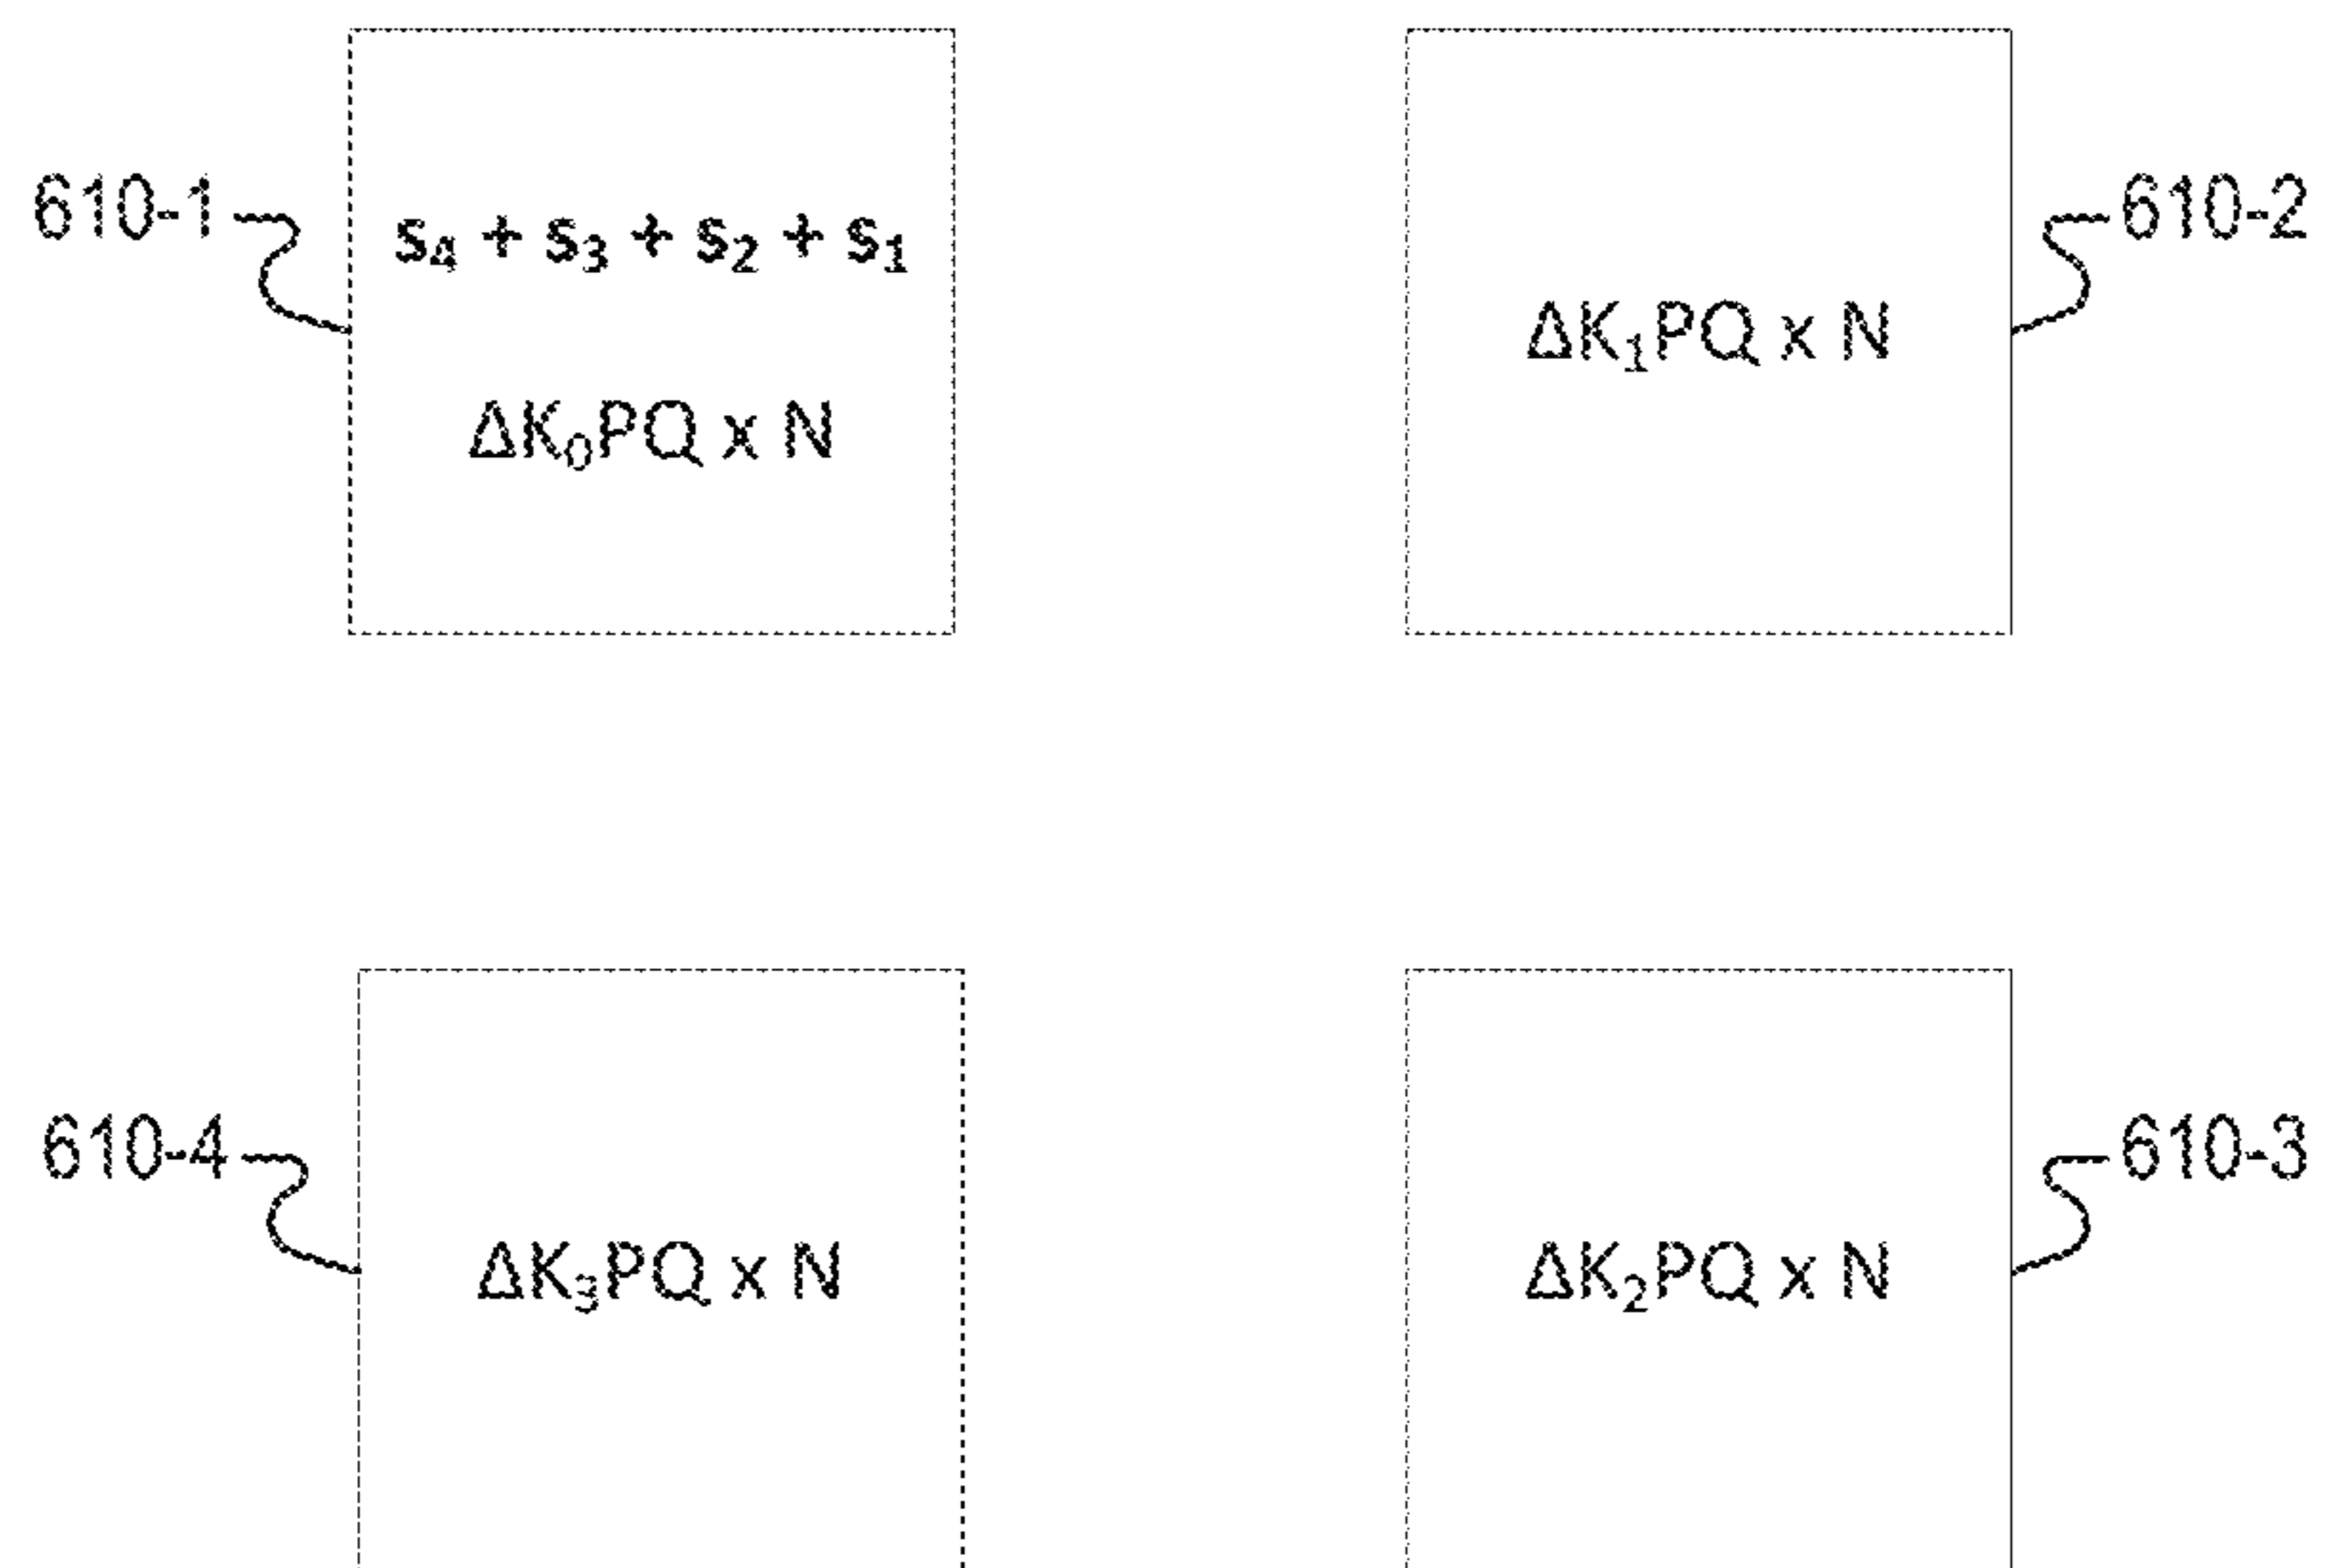 610-1
s₄ + s₃ + s₂ + s₁
ΔK₀PQ x N
610-2
ΔK₁PQ x N
610-4
ΔK₃PQ x N
610-3
ΔK₂PQ x N